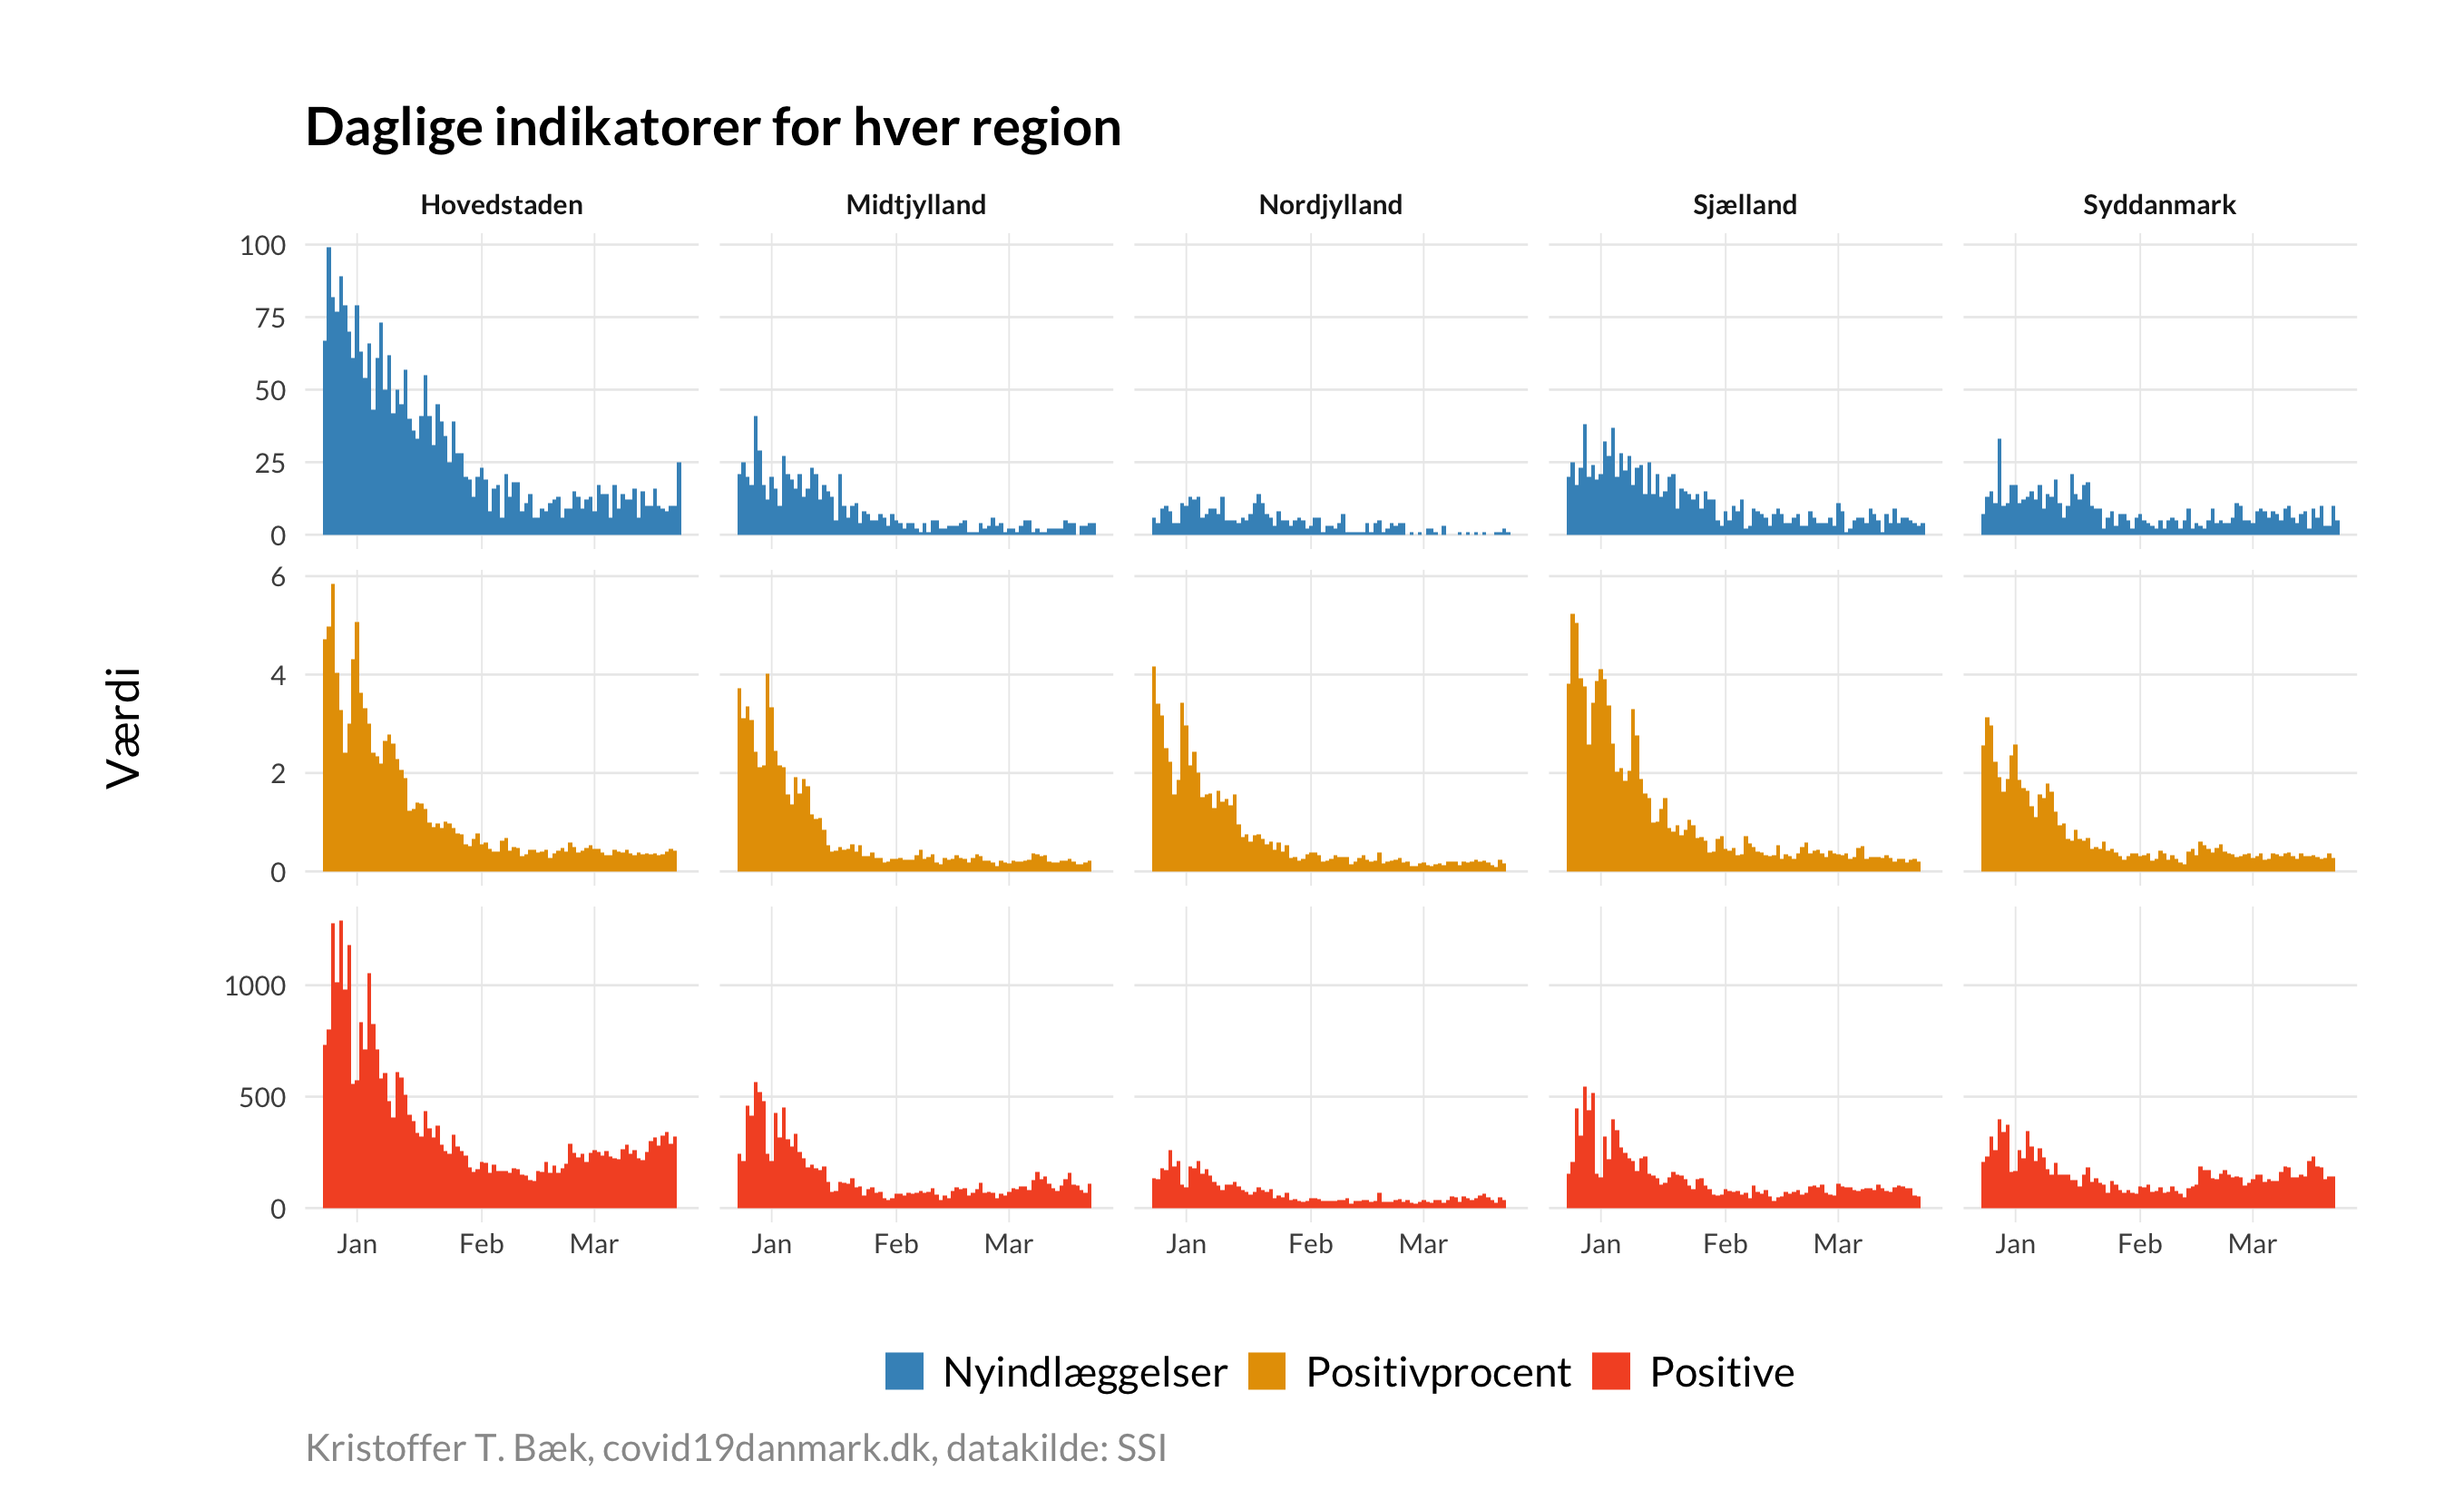 Daglige indikatorer for hver region
Hovedstaden Midtjylland Nordjylland Sjælland Syddanmark
100
75
50
25
0
6
4
2
0
1000
500
0
Værdi
Jan Feb Mar Jan Feb Mar Jan Feb Mar Jan Feb Mar Jan Feb Mar
Nyindlæggelser Positivprocent Positive
Kristoffer T. Bæk, covid19danmark.dk, datakilde: SSI